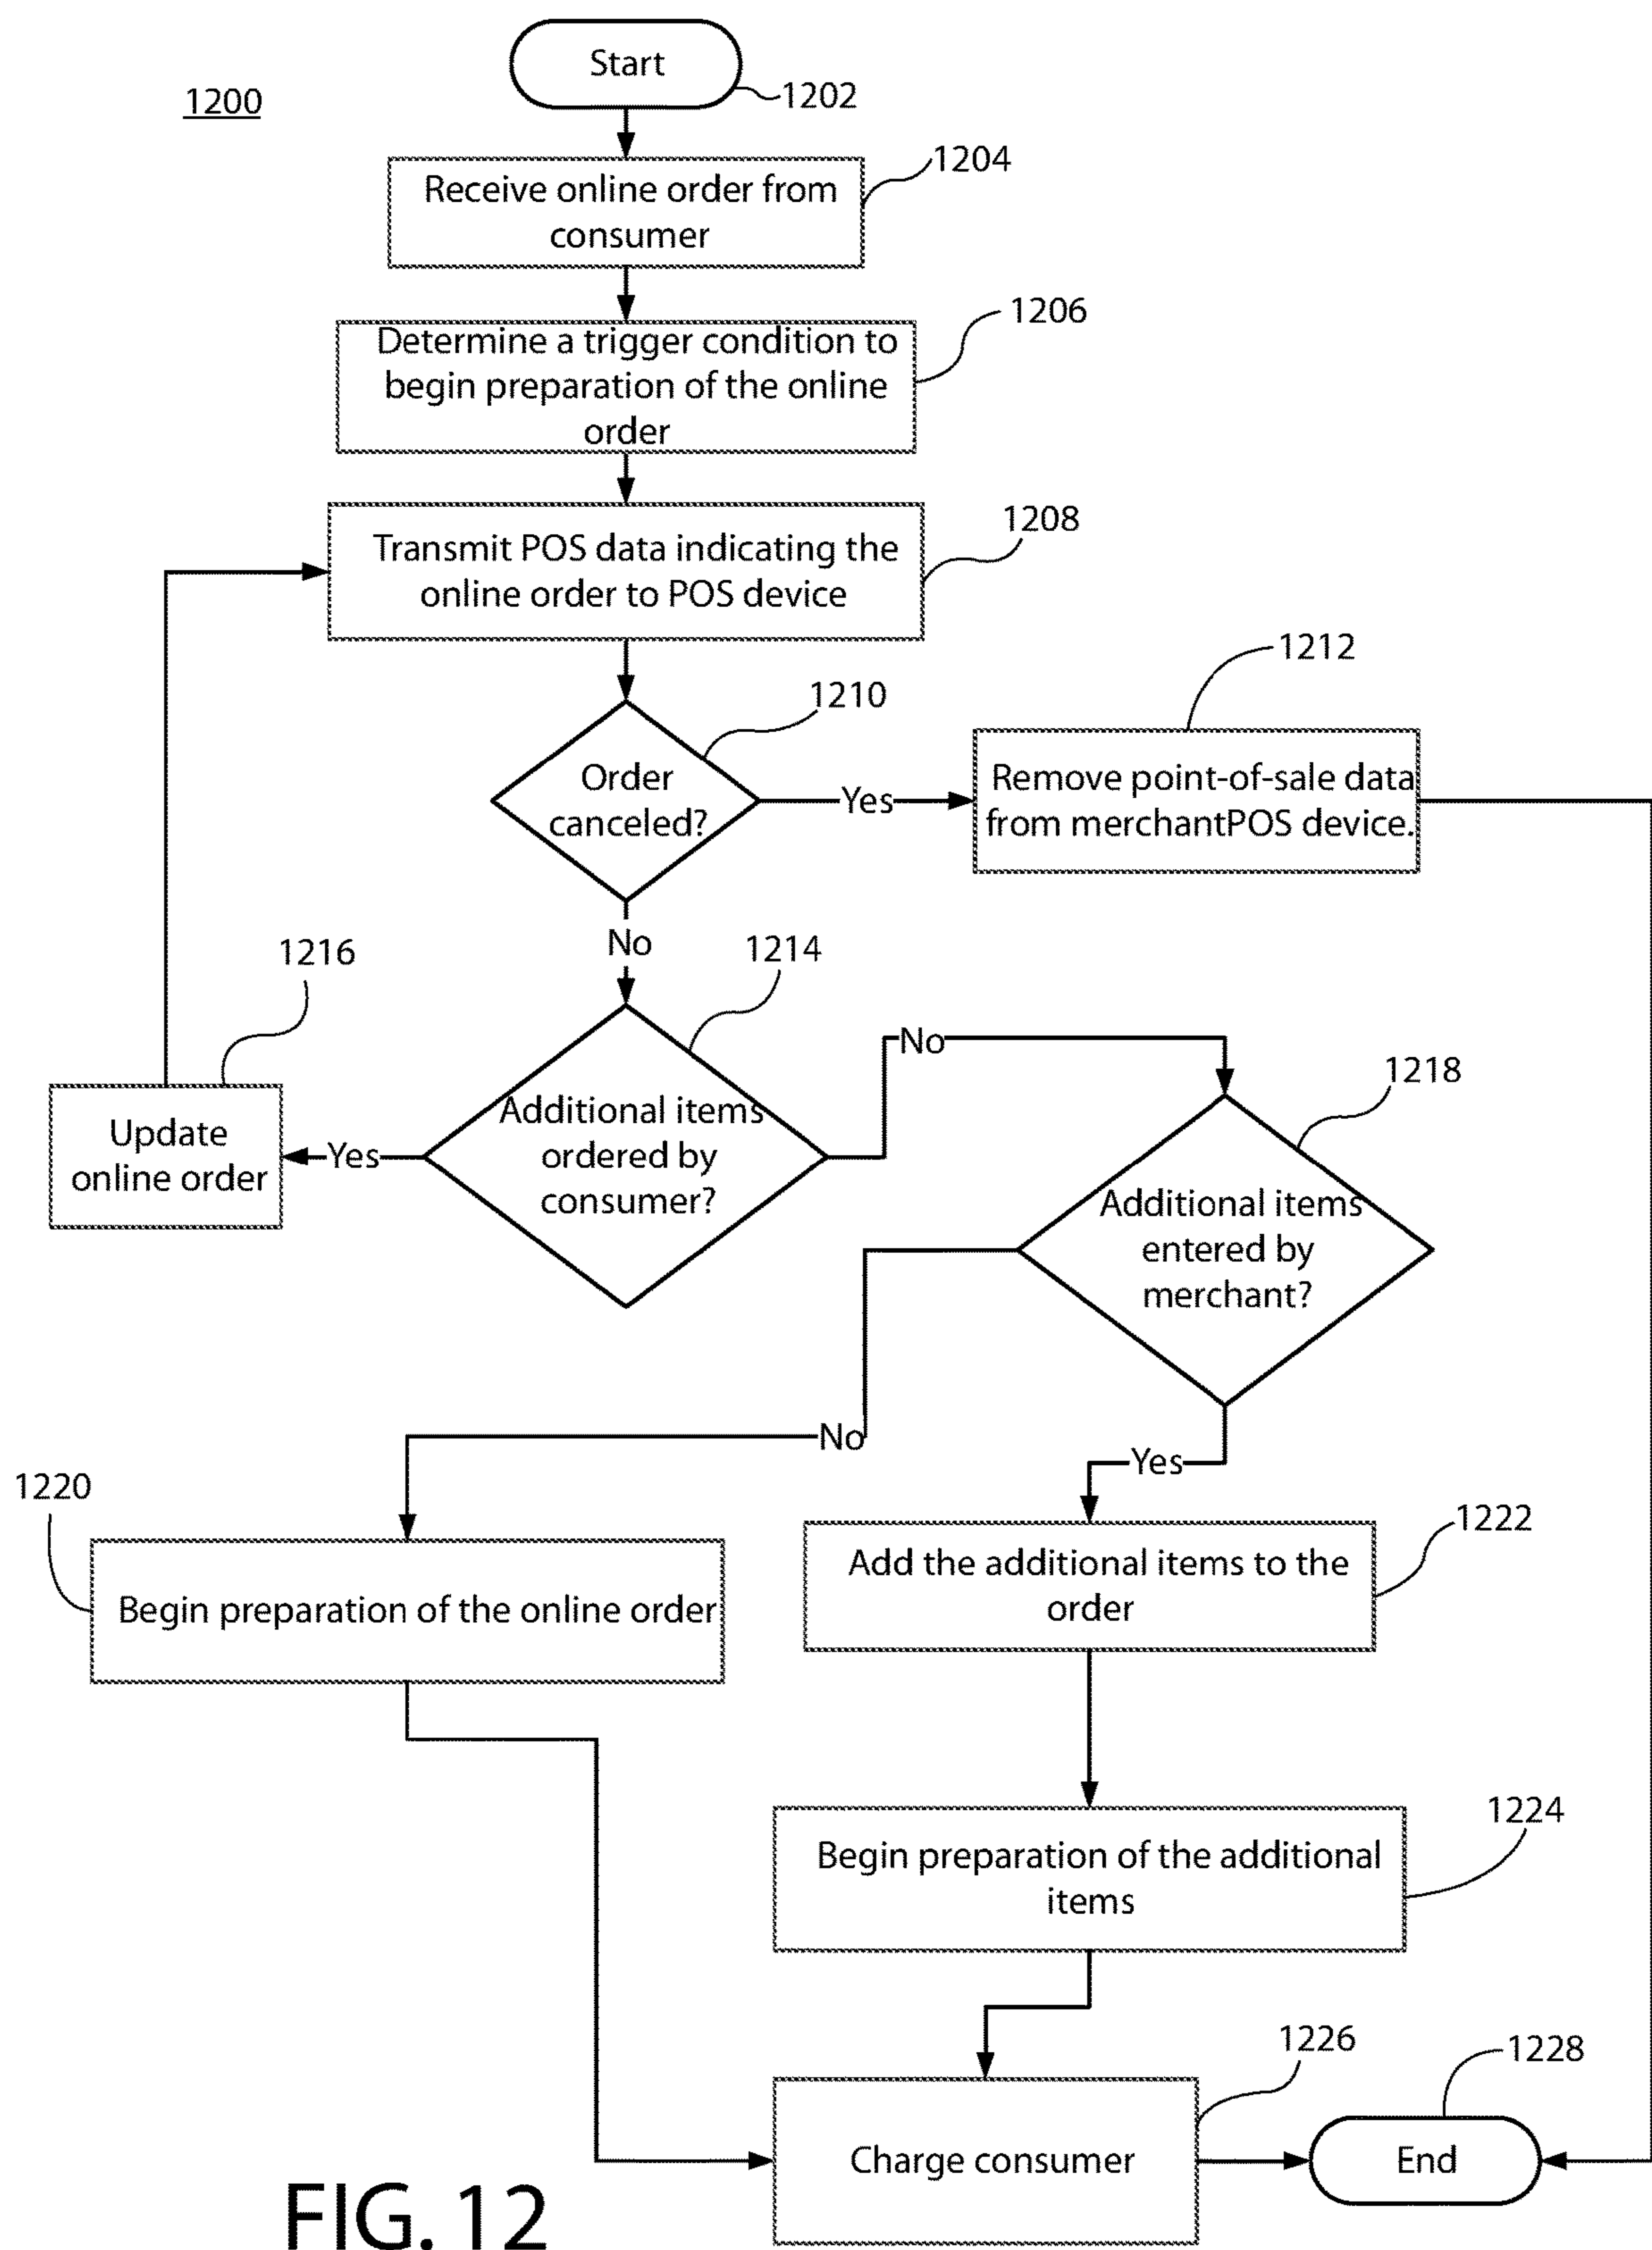 Start
1202
1200
1204
Receive online order from
consumer
1206
Determine a trigger condition to
begin preparation of the online
order
1208
Transmit POS data indicating the
online order to POS device
1212
1210
Order
canceled?
Yes
Remove point-of-sale data
from merchantPOS device.
No
1216
1214
No
1218
Update
online order
Yes
Additional items
ordered by
consumer?
Additional items
entered by
merchant?
No
Yes
1220
1222
Begin preparation of the online order
Add the additional items to the
order
1224
Begin preparation of the additional
items
1226
1228
Charge consumer
End
FIG. 12